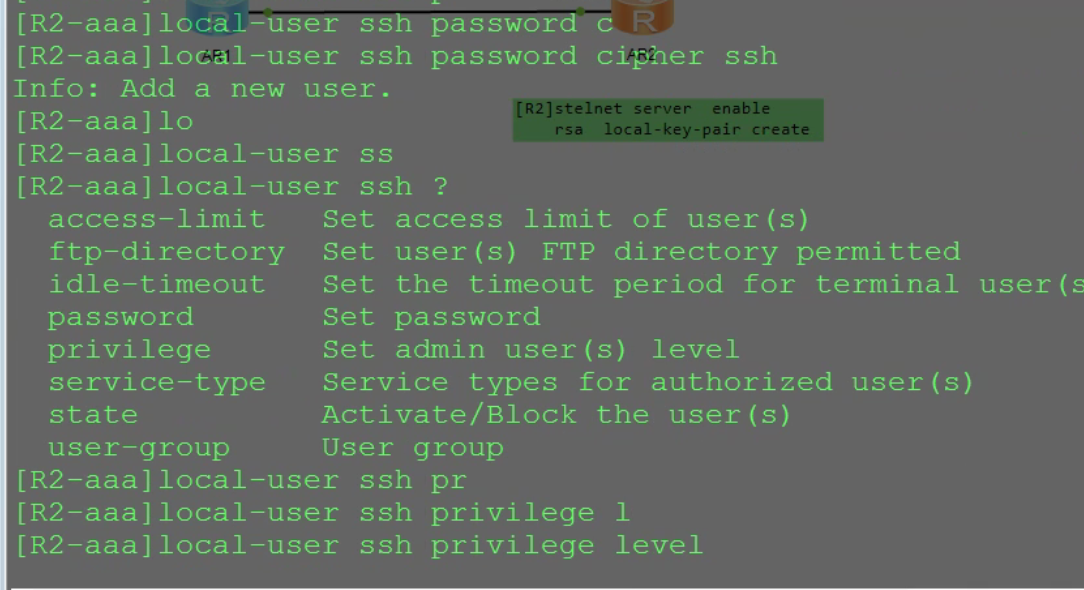 [R2-aaa]local-user ssh password c
[R2-aaa]local-user ssh password cipher ssh
Info: Add a new user.
[R2-aaa]lo
[R2-aaa]local-user ss
[R2-aaa]local-user ssh ?
access-limit Set access limit of user(s)
ftp-directory Set user(s) FTP directory permitted
idle-timeout Set the timeout period for terminal user(s
password Set password
privilege Set admin user(s) level
service-type Service types for authorized user(s)
state Activate/Block the user(s)
user-group User group
[R2-aaa]local-user ssh pr
[R2-aaa]local-user ssh privilege l
[R2-aaa]local-user ssh privilege level
R
R
AR1
AR2
[R2]stelnet server enable
rsa local-key-pair create